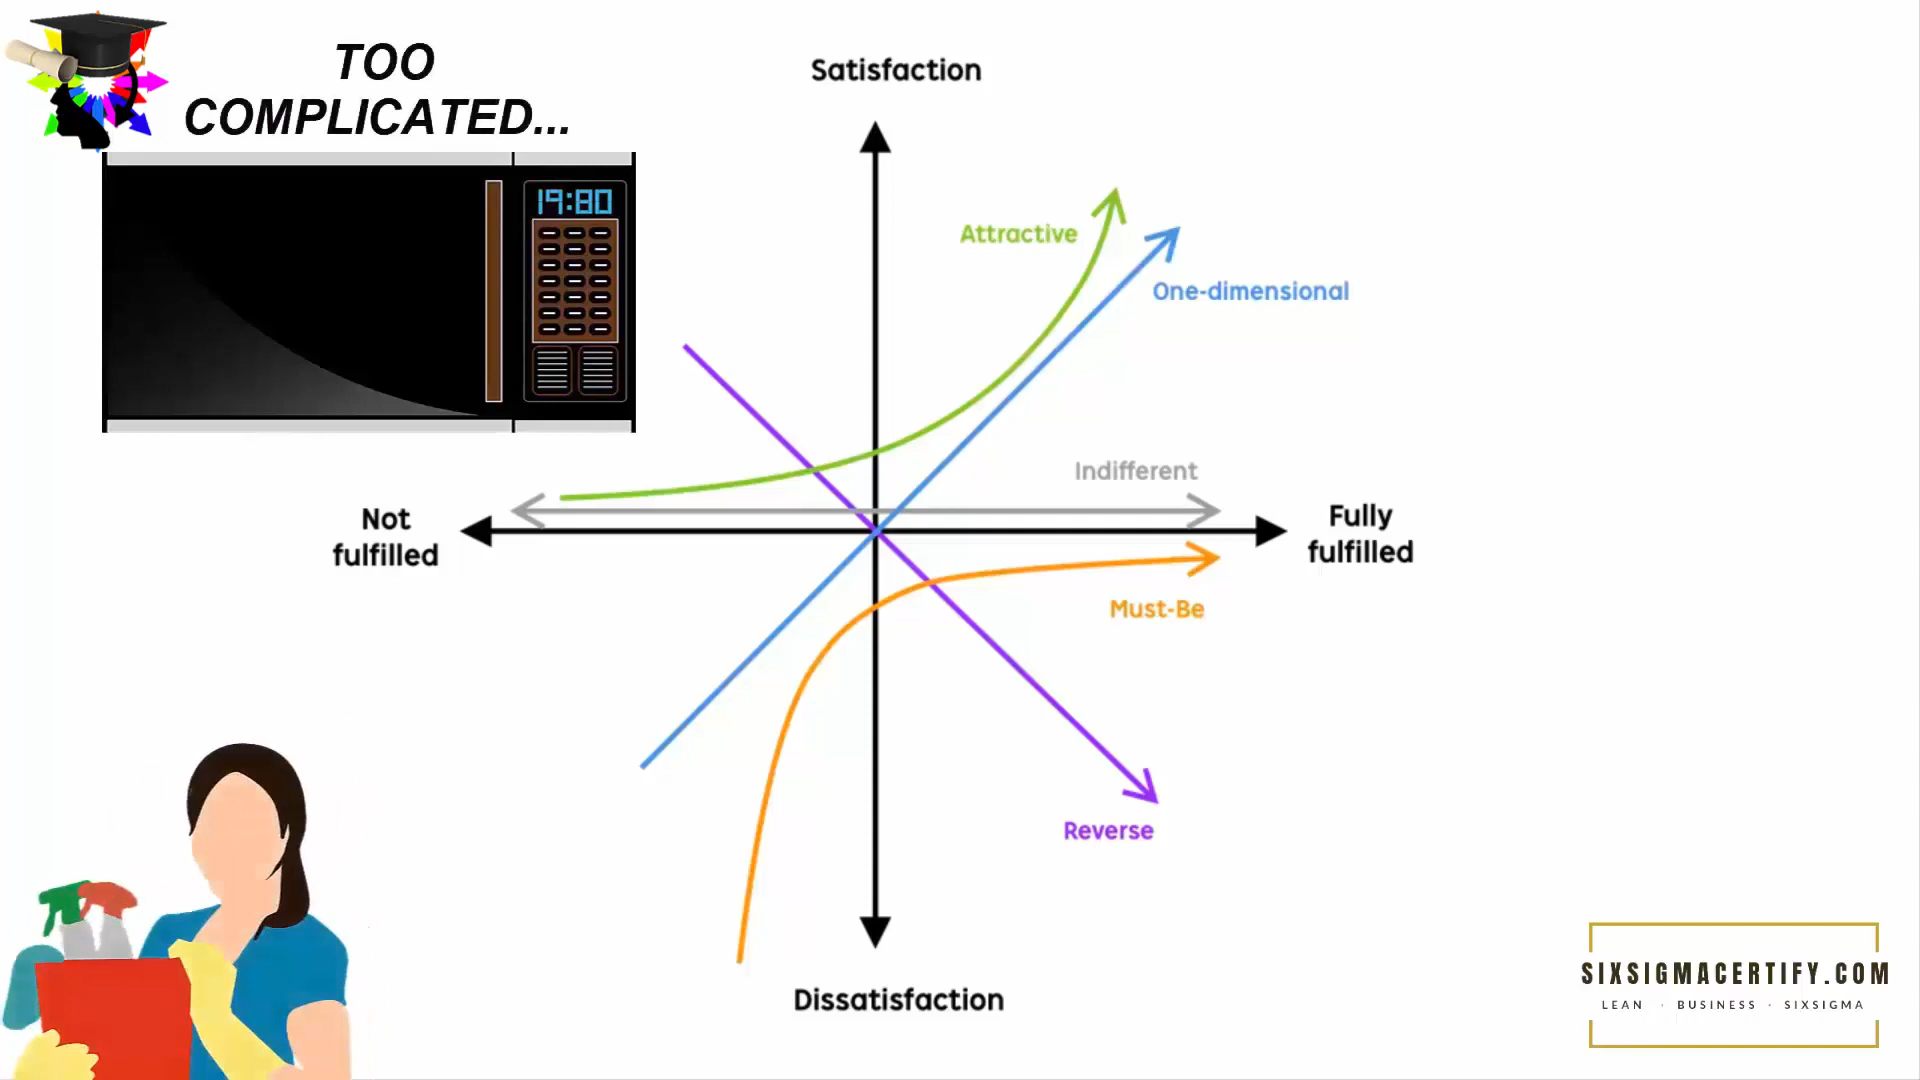 TOO
COMPLICATED...
19:80
Satisfaction
Attractive
One-dimensional
Indifferent
Not
fulfilled
Fully
fulfilled
Must-Be
Reverse
Dissatisfaction
SIXSIGMACERTIFY.COM
LEAN · BUSINESS · SIXSIGMA